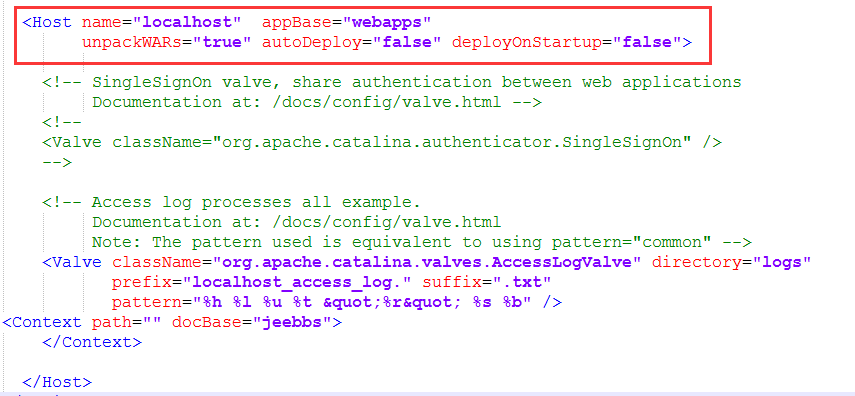 <Host name="localhost"  appBase="webapps"
unpackWARs="true" autoDeploy="false" deployOnStartup="false">
<!-- SingleSignOn valve, share authentication between web applications
Documentation at: /docs/config/valve.html -->
<!--
<Valve className="org.apache.catalina.authenticator.SingleSignOn" />
-->
<!-- Access log processes all example.
Documentation at: /docs/config/valve.html
Note: The pattern used is equivalent to using pattern="common" -->
<Valve className="org.apache.catalina.valves.AccessLogValve" directory="logs"
prefix="localhost_access_log." suffix=".txt"
pattern="%h %l %u %t &quot;%r&quot; %s %b" />
<Context path="" docBase="jeebbs">
</Context>
</Host>